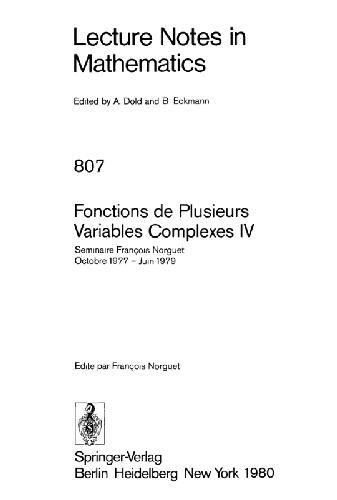 Lecture Notes in
Mathematics
Edited by A. Dold and B. Eckmann
807
Fonctions de Plusieurs
Variables Complexes IV
Seminaire François Norguet
Octobre 1977 – Juin 1979
Edite par François Norguet
Springer-Verlag
Berlin Heidelberg New York 1980